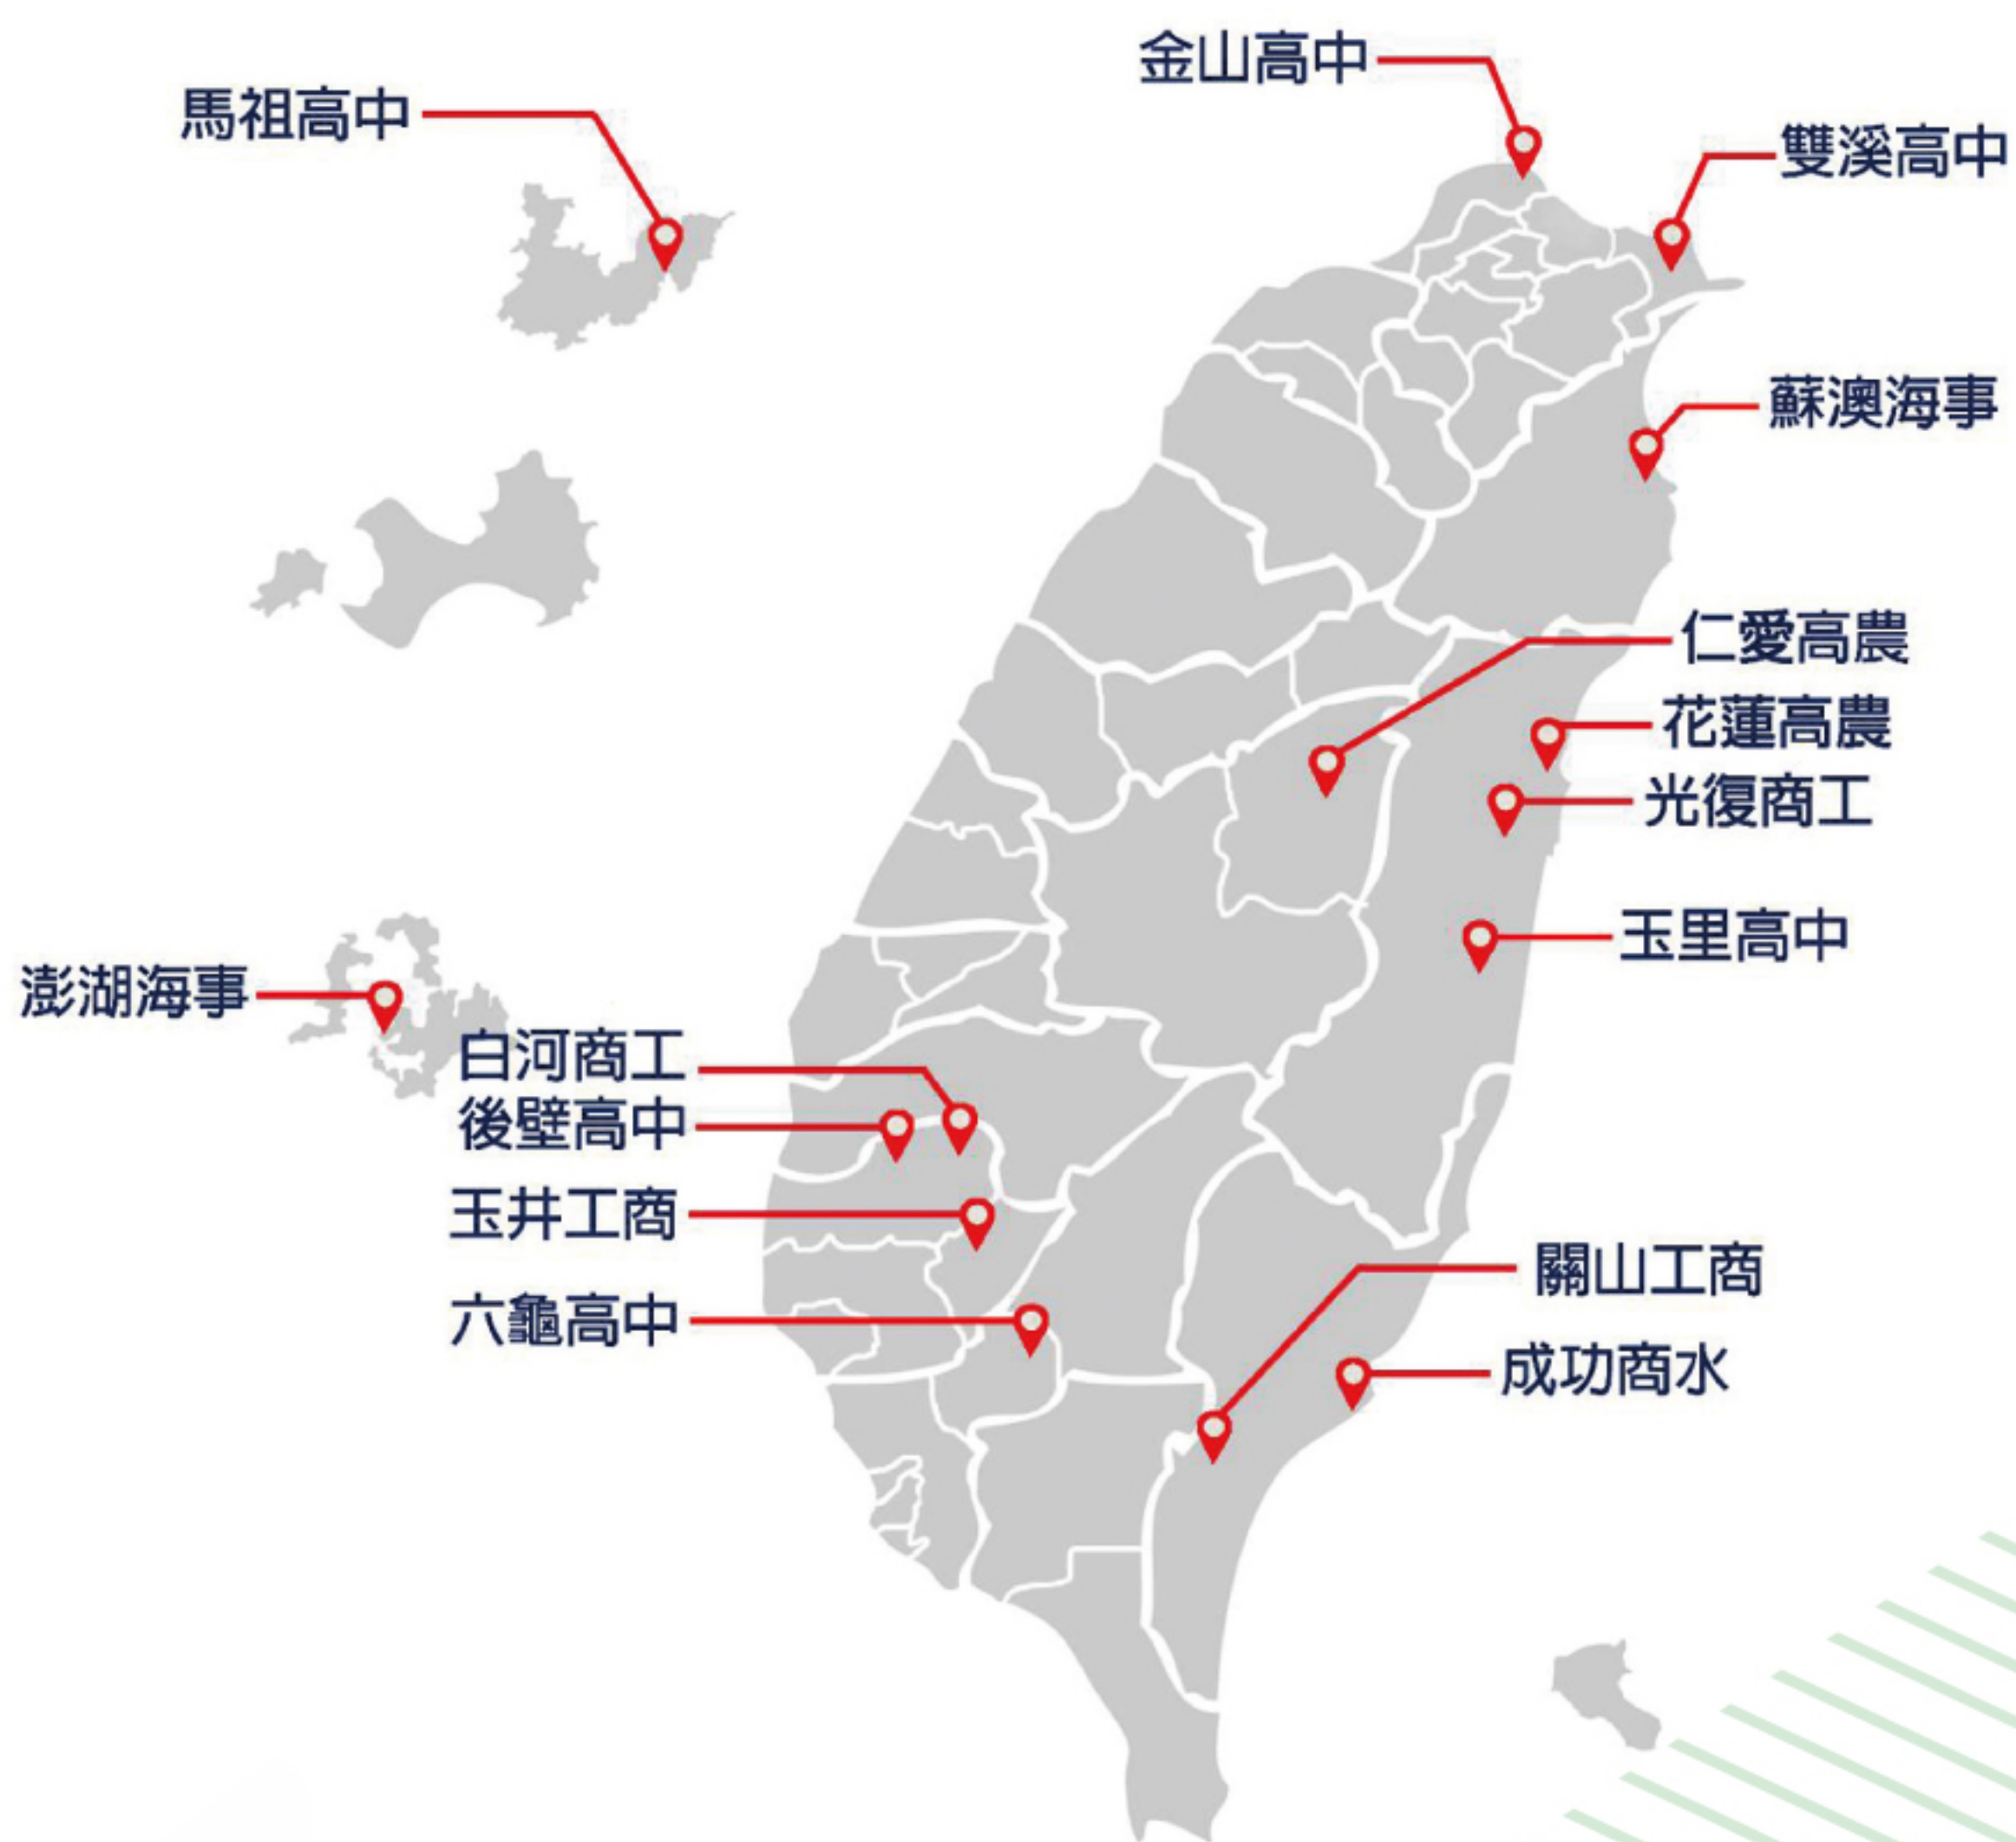 金山高中
馬祖高中
雙溪高中
蘇澳海事
仁愛高農
花蓮高農
光復商工
玉里高中
澎湖海事
白河商工
後壁高中
玉井工商
關山工商
六龜高中
成功商水